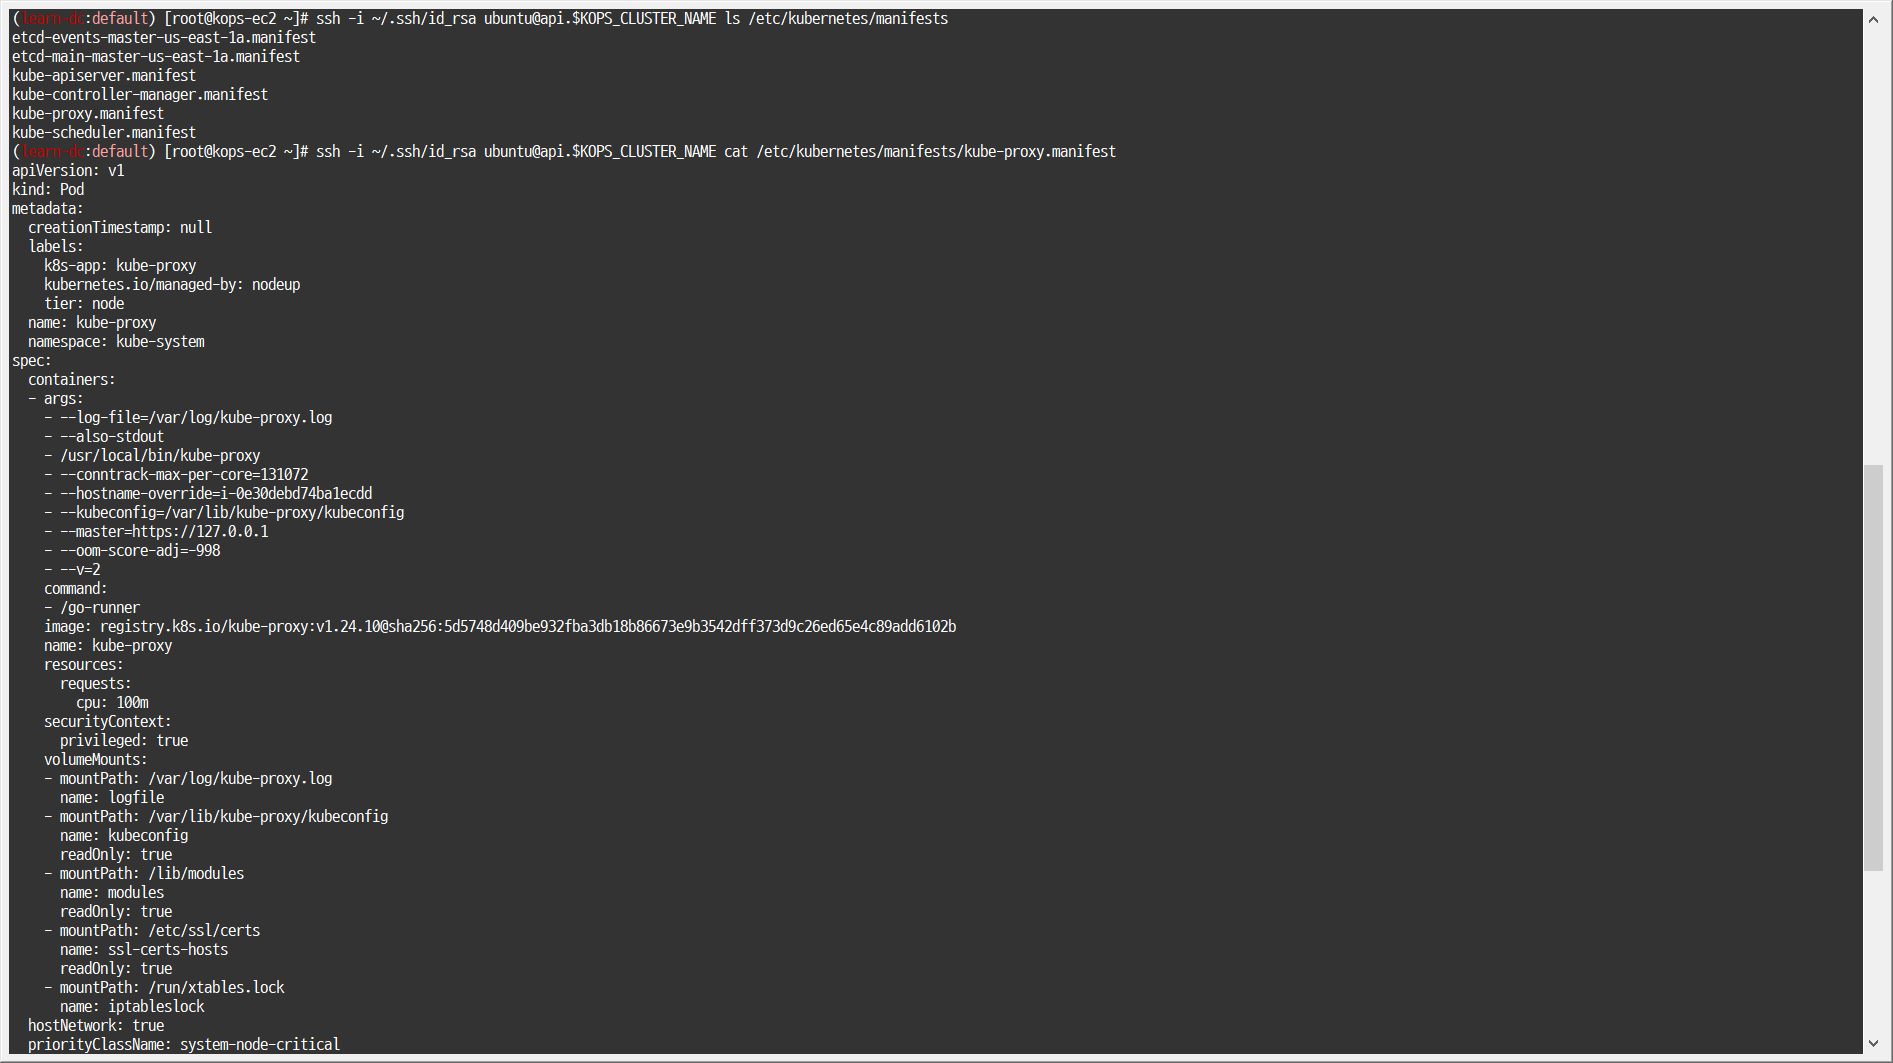 (learn-dc:default) [root@kops-ec2 ~]# ssh -i ~/.ssh/id_rsa ubuntu@api.$KOPS_CLUSTER_NAME ls /etc/kubernetes/manifests
etcd-events-master-us-east-1a.manifest
etcd-main-master-us-east-1a.manifest
kube-apiserver.manifest
kube-controller-manager.manifest
kube-proxy.manifest
kube-scheduler.manifest
(learn-dc:default) [root@kops-ec2 ~]# ssh -i ~/.ssh/id_rsa ubuntu@api.$KOPS_CLUSTER_NAME cat /etc/kubernetes/manifests/kube-proxy.manifest
apiVersion: v1
kind: Pod
metadata:
  creationTimestamp: null
  labels:
    k8s-app: kube-proxy
    kubernetes.io/managed-by: nodeup
    tier: node
  name: kube-proxy
  namespace: kube-system
spec:
  containers:
  - args:
    - --log-file=/var/log/kube-proxy.log
    - --also-stdout
    - /usr/local/bin/kube-proxy
    - --conntrack-max-per-core=131072
    - --hostname-override=i-0e30debd74ba1ecdd
    - --kubeconfig=/var/lib/kube-proxy/kubeconfig
    - --master=https://127.0.0.1
    - --oom-score-adj=-998
    - --v=2
    command:
    - /go-runner
    image: registry.k8s.io/kube-proxy:v1.24.10@sha256:5d5748d409be932fba3db18b86673e9b3542dff373d9c26ed65e4c89add6102b
    name: kube-proxy
    resources:
      requests:
        cpu: 100m
    securityContext:
      privileged: true
    volumeMounts:
    - mountPath: /var/log/kube-proxy.log
      name: logfile
    - mountPath: /var/lib/kube-proxy/kubeconfig
      name: kubeconfig
      readOnly: true
    - mountPath: /lib/modules
      name: modules
      readOnly: true
    - mountPath: /etc/ssl/certs
      name: ssl-certs-hosts
      readOnly: true
    - mountPath: /run/xtables.lock
      name: iptableslock
  hostNetwork: true
  priorityClassName: system-node-critical